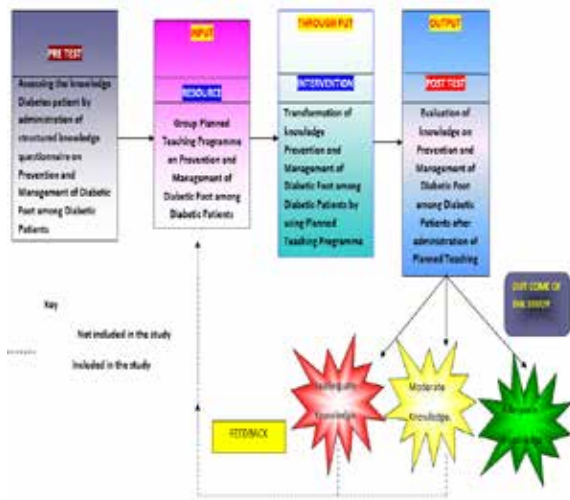 PRE TEST
Assessing the knowledge
Diabetes patient by
administration of
structured knowledge
questionnaire on
Prevention and
Management of Diabetic
Foot among Diabetic
Patients
INPUT
RESOURCE
Group Planned
Teaching Programme
on Prevention and
Management of
Diabetic Foot among
Diabetic Patients
THROUGH PUT
INTERVENTION
Transformation of
knowledge
Prevention and
Management of
Diabetic Foot among
Diabetic Patients by
using Planned
Teaching Programme
OUTPUT
POST TEST
Evaluation of
knowledge on
Prevention and
Management of
Diabetic Foot
among Diabetic
Patients after
administration of
Planned Teaching
OUT COME OF
THE STUDY
Key
Not included in the study
Included in the study
FEEDBACK
Inadequate
Knowledge
Moderate
Knowledge